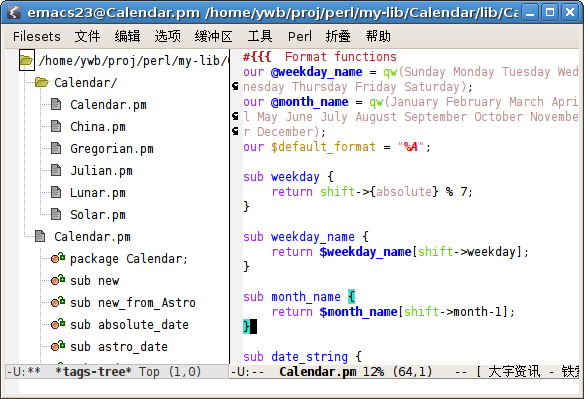 emacs23@Calendar.pm /home/ywb/proj/perl/my-lib/Calendar/lib/Ca
Filesets 文件 编辑 选项 缓冲区 工具 Perl 折叠 帮助
/home/ywb/proj/perl/my-lib/
Calendar/
Calendar.pm
China.pm
Gregorian.pm
Julian.pm
Lunar.pm
Solar.pm
Calendar.pm
package Calendar;
sub new
sub new_from_Astro
sub absolute_date
sub astro_date
-U:** *tags-tree* Top (1,0)
#{{{ Format functions
our @weekday_name = qw(Sunday Monday Tuesday Wed
nesday Thursday Friday Saturday);
our @month_name = qw(January February March Apri
l May June July August September October Novembe
r December);
our $default_format = "%A";
sub weekday {
return shift->{absolute} % 7;
}
sub weekday_name {
return $weekday_name[shift->weekday];
}
sub month_name {
return $month_name[shift->month-1];
}
sub date_string {
-U:-- Calendar.pm 12% (64,1) -- [ 大宇资讯 - 轶